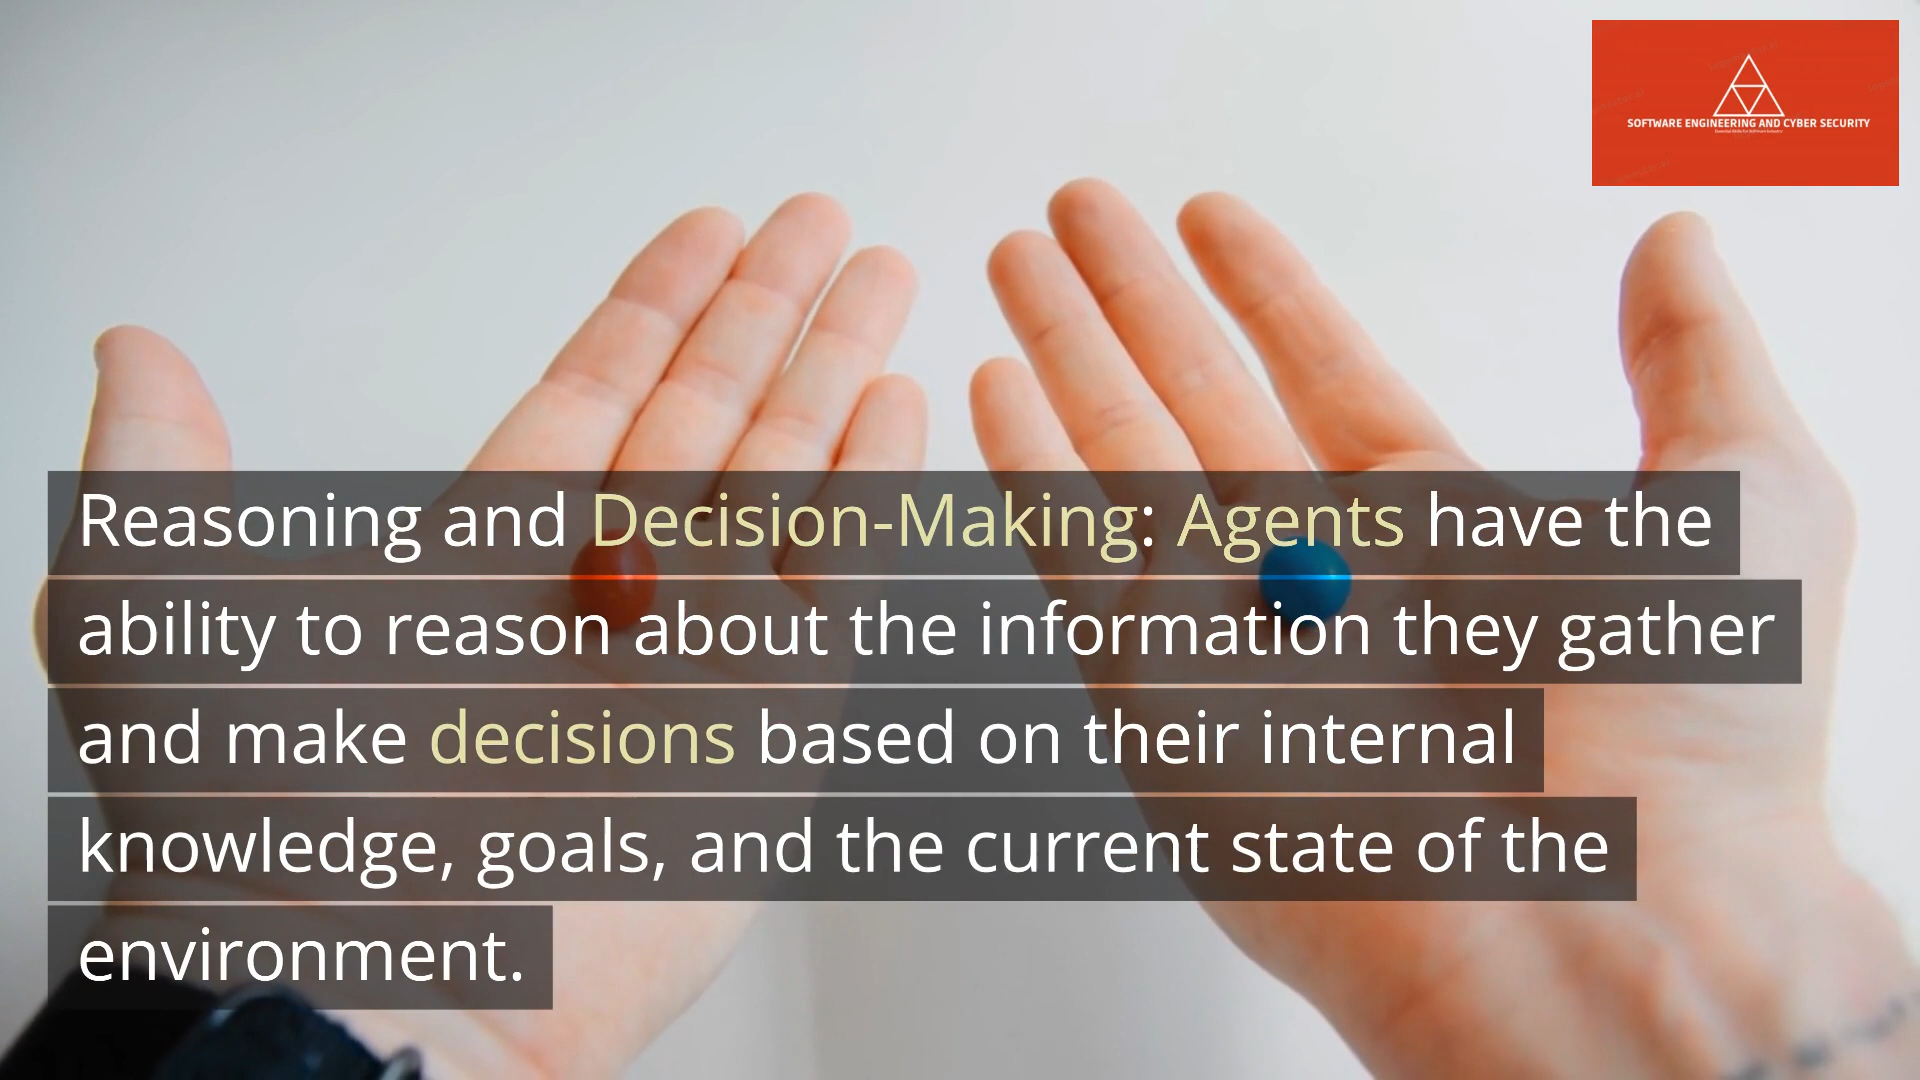 SOFTWARE ENGINEERING AND CYBER SECURITY
Reasoning and Decision-Making: Agents have the
ability to reason about the information they gather
and make decisions based on their internal
knowledge, goals, and the current state of the
environment.